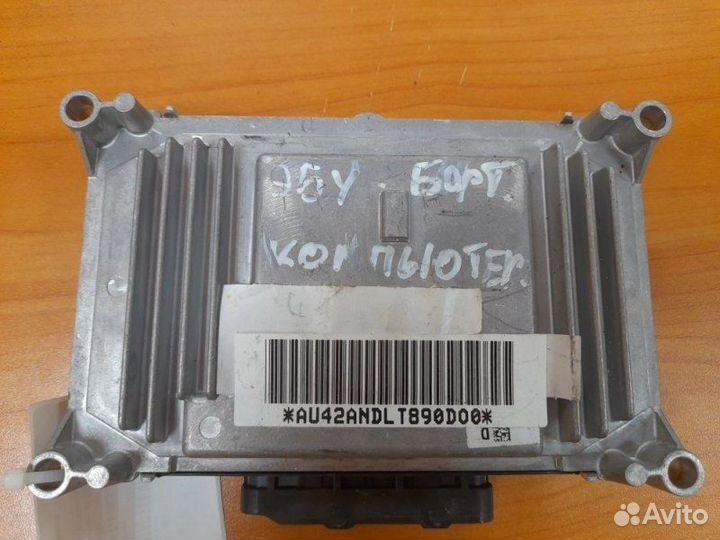 ЭБУ БОРТ
КОМПЬЮТЕР.
*AU42ANDLT890D00*
D
Avito